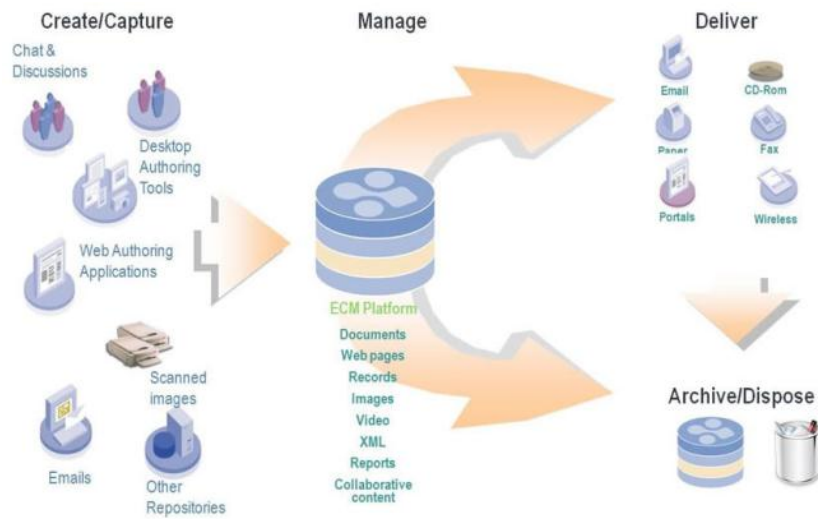 Create/Capture
Chat &
Discussions
Desktop
Authoring
Tools
Web Authoring
Applications
Scanned
images
Emails
Other
Repositories
Manage
ECM Platform
Documents
Web pages
Records
Images
Video
XML
Reports
Collaborative
content
Deliver
Email
CD-Rom
Paper
Fax
Portals
Wireless
Archive/Dispose